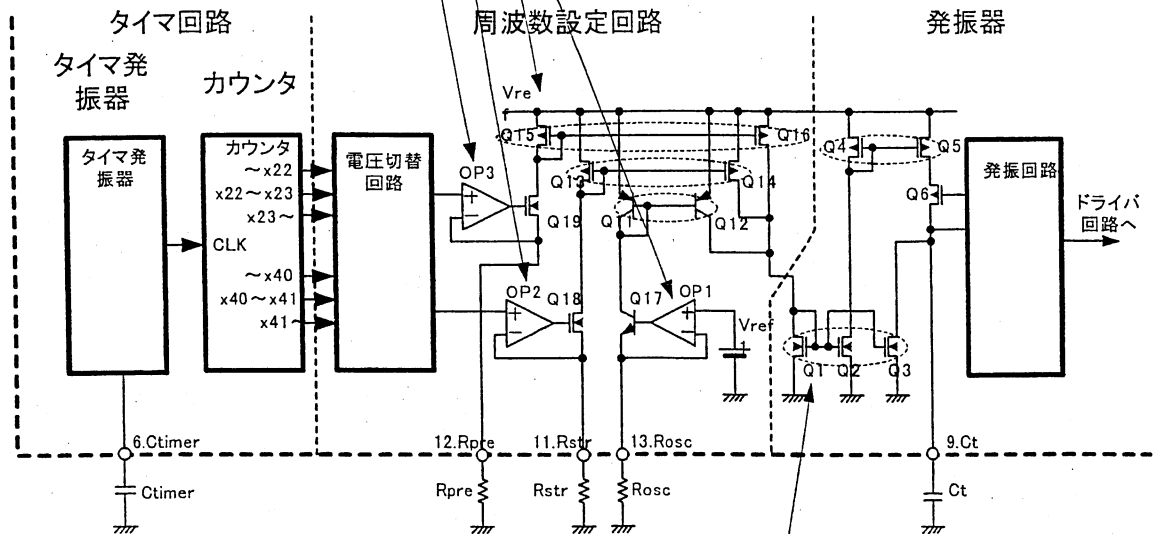 タイマ回路
周波数設定回路
発振器
タイマ発
振器
カウンタ
Vre
タイマ発
振器
カウンタ
～x22
x22～x23
x23～
CLK
～x40
x40～x41
x41～
電圧切替
回路
OP3
Q15
Q16
Q13
Q14
Q19
Q11
Q12
OP2
Q18
Q17
OP1
Vref
Q4
Q5
Q6
Q1
Q2
Q3
発振回路
ドライバ
回路へ
6.Ctimer
12.Rpre
11.Rstr
13.Rosc
9.Ct
Ctimer
Rpre
Rstr
Rosc
Ct